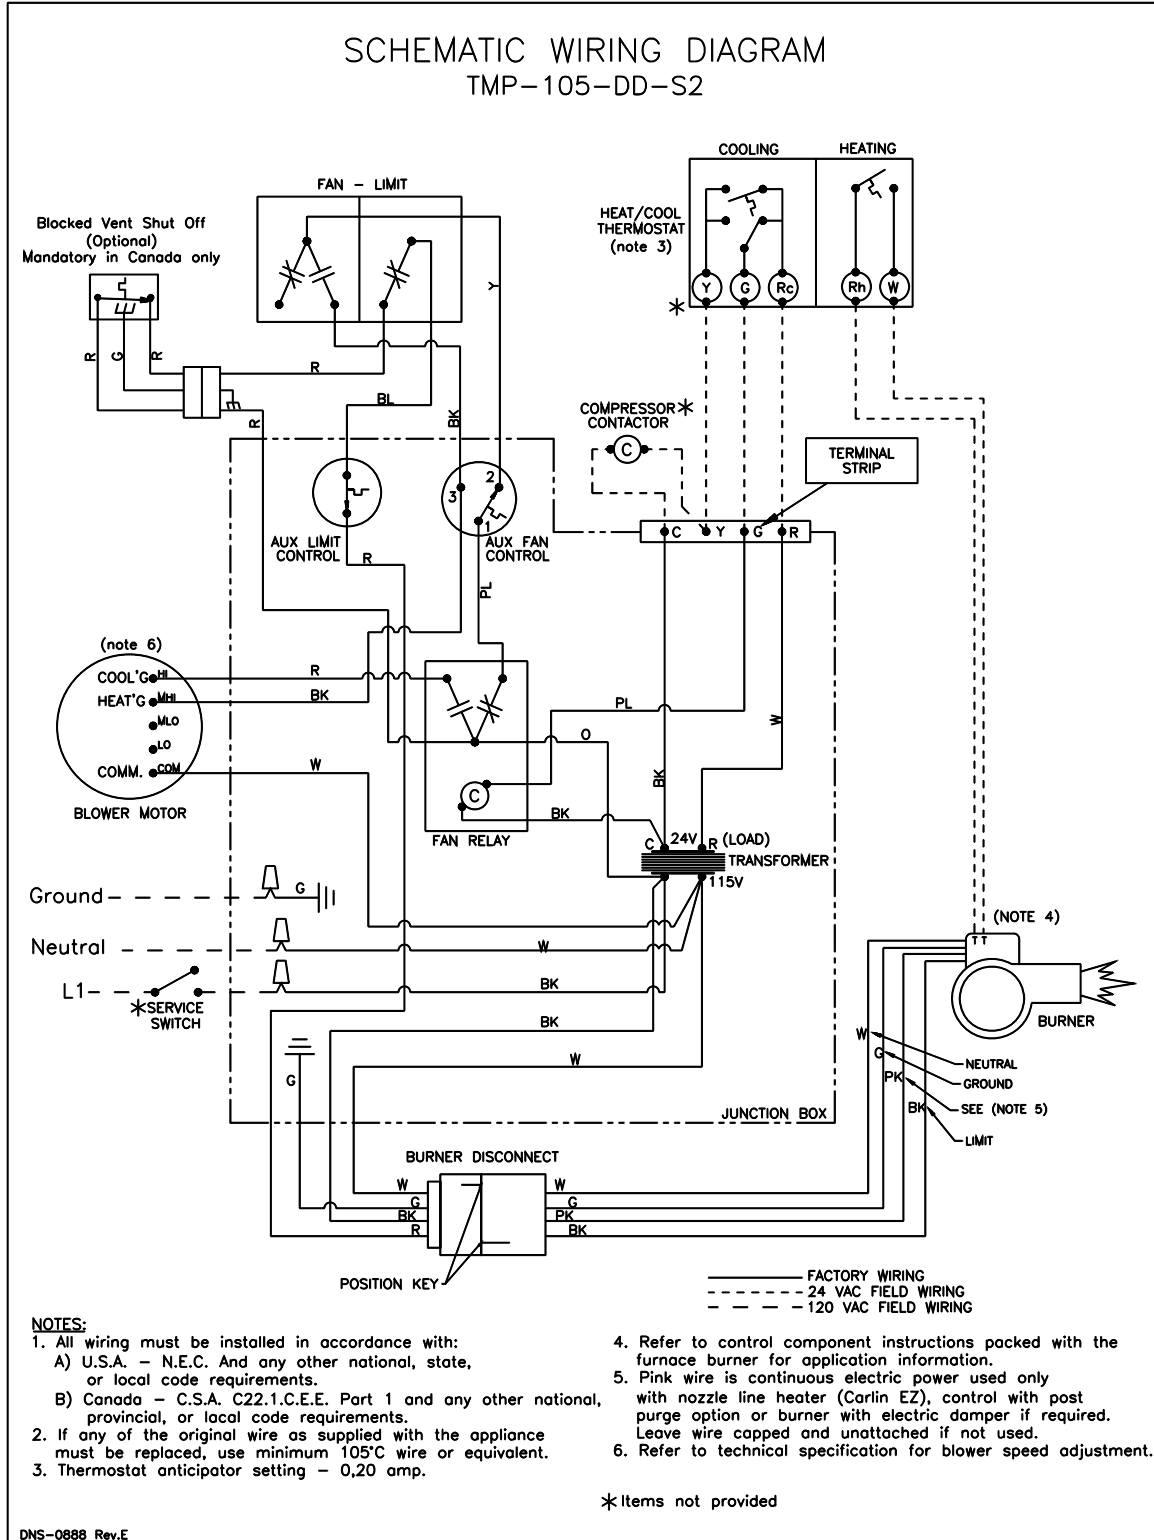 SCHEMATIC WIRING DIAGRAM
TMP-105-DD-S2
COOLING
HEATING
FAN - LIMIT
HEAT/COOL
THERMOSTAT
(note 3)
Blocked Vent Shut Off
(Optional)
Mandatory in Canada only
Y
G
Rc
Rh
W
Y
R
G
R
R
BL
BK
R
COMPRESSOR*
CONTACTOR
C
TERMINAL
STRIP
2
3
1
C
Y
G
R
AUX LIMIT
CONTROL
AUX FAN
CONTROL
R
PL
(note 6)
COOL'G HI
HEAT'G MHI
MLO
LO
COMM. COM
BLOWER MOTOR
R
BK
W
PL
O
W
BK
C
BK
FAN RELAY
C 24V R (LOAD)
TRANSFORMER
115V
Ground
G
Neutral
W
L1
*SERVICE
SWITCH
BK
BK
W
G
(NOTE 4)
T T
BURNER
W
NEUTRAL
G
GROUND
PK
SEE (NOTE 5)
BK
LIMIT
JUNCTION BOX
BURNER DISCONNECT
W
G
BK
R
W
G
PK
BK
POSITION KEY
FACTORY WIRING
24 VAC FIELD WIRING
120 VAC FIELD WIRING
NOTES:
1. All wiring must be installed in accordance with:
A) U.S.A. - N.E.C. And any other national, state,
or local code requirements.
B) Canada - C.S.A. C22.1.C.E.E. Part 1 and any other national,
provincial, or lacal code requirements.
2. If any of the original wire as supplied with the appliance
must be replaced, use minimum 105°C wire or equivalent.
3. Thermostat anticipator setting - 0,20 amp.
4. Refer to control component instructions packed with the
furnace burner for application information.
5. Pink wire is continuous electric power used only
with nozzle line heater (Carlin EZ), control with post
purge option or burner with electric damper if required.
Leave wire capped and unattached if not used.
6. Refer to technical specification for blower speed adjustment.
* Items not provided
DNS-0888 Rev.E